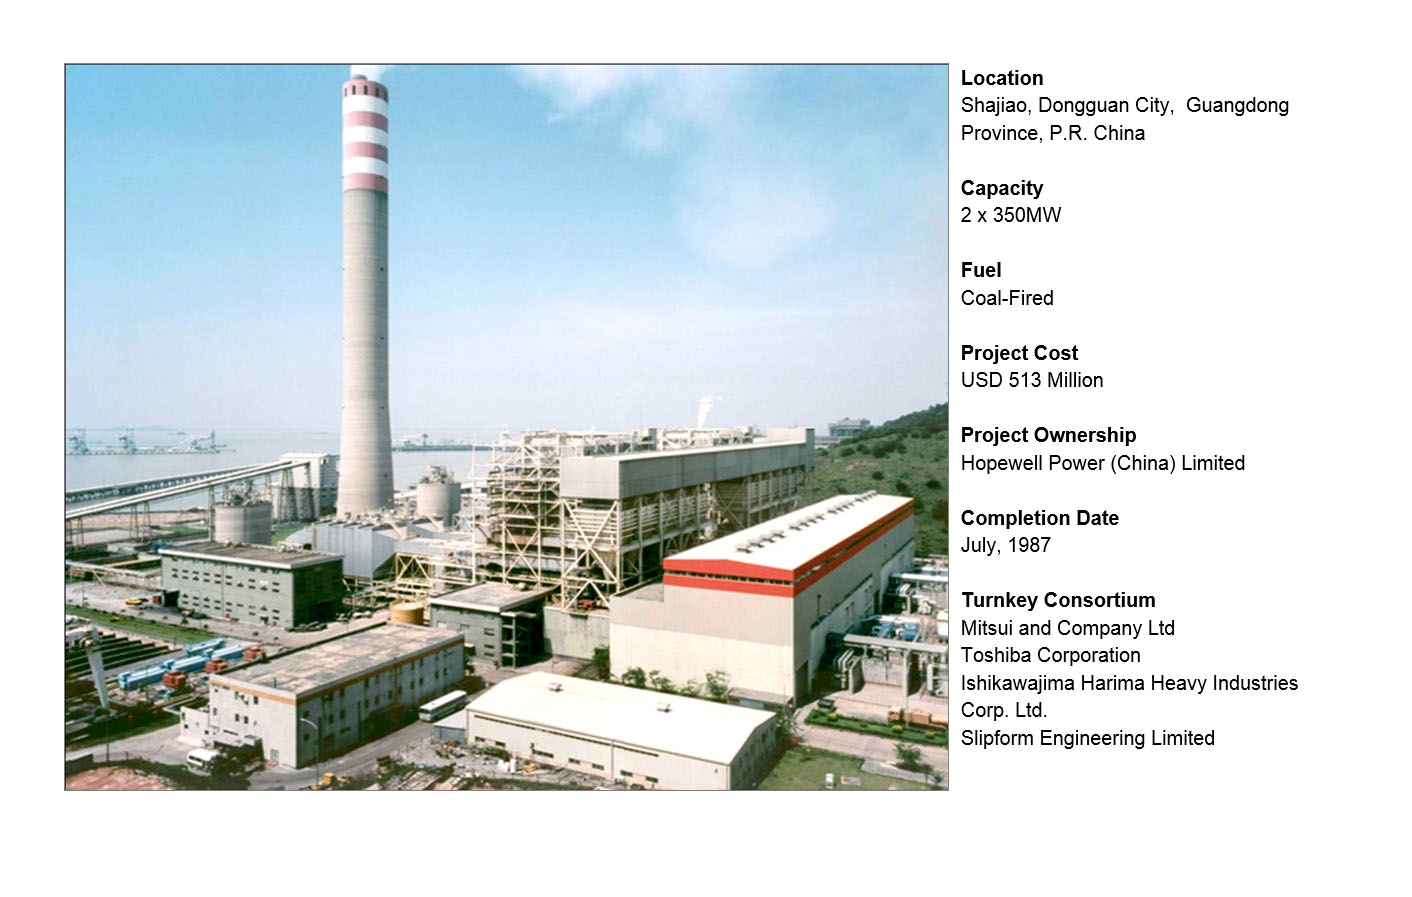 Location
Shajiao, Dongguan City,  Guangdong
Province, P.R. China
Capacity
2 x 350MW
Fuel
Coal-Fired
Project Cost
USD 513 Million
Project Ownership
Hopewell Power (China) Limited
Completion Date
July, 1987
Turnkey Consortium
Mitsui and Company Ltd
Toshiba Corporation
Ishikawajima Harima Heavy Industries
Corp. Ltd.
Slipform Engineering Limited